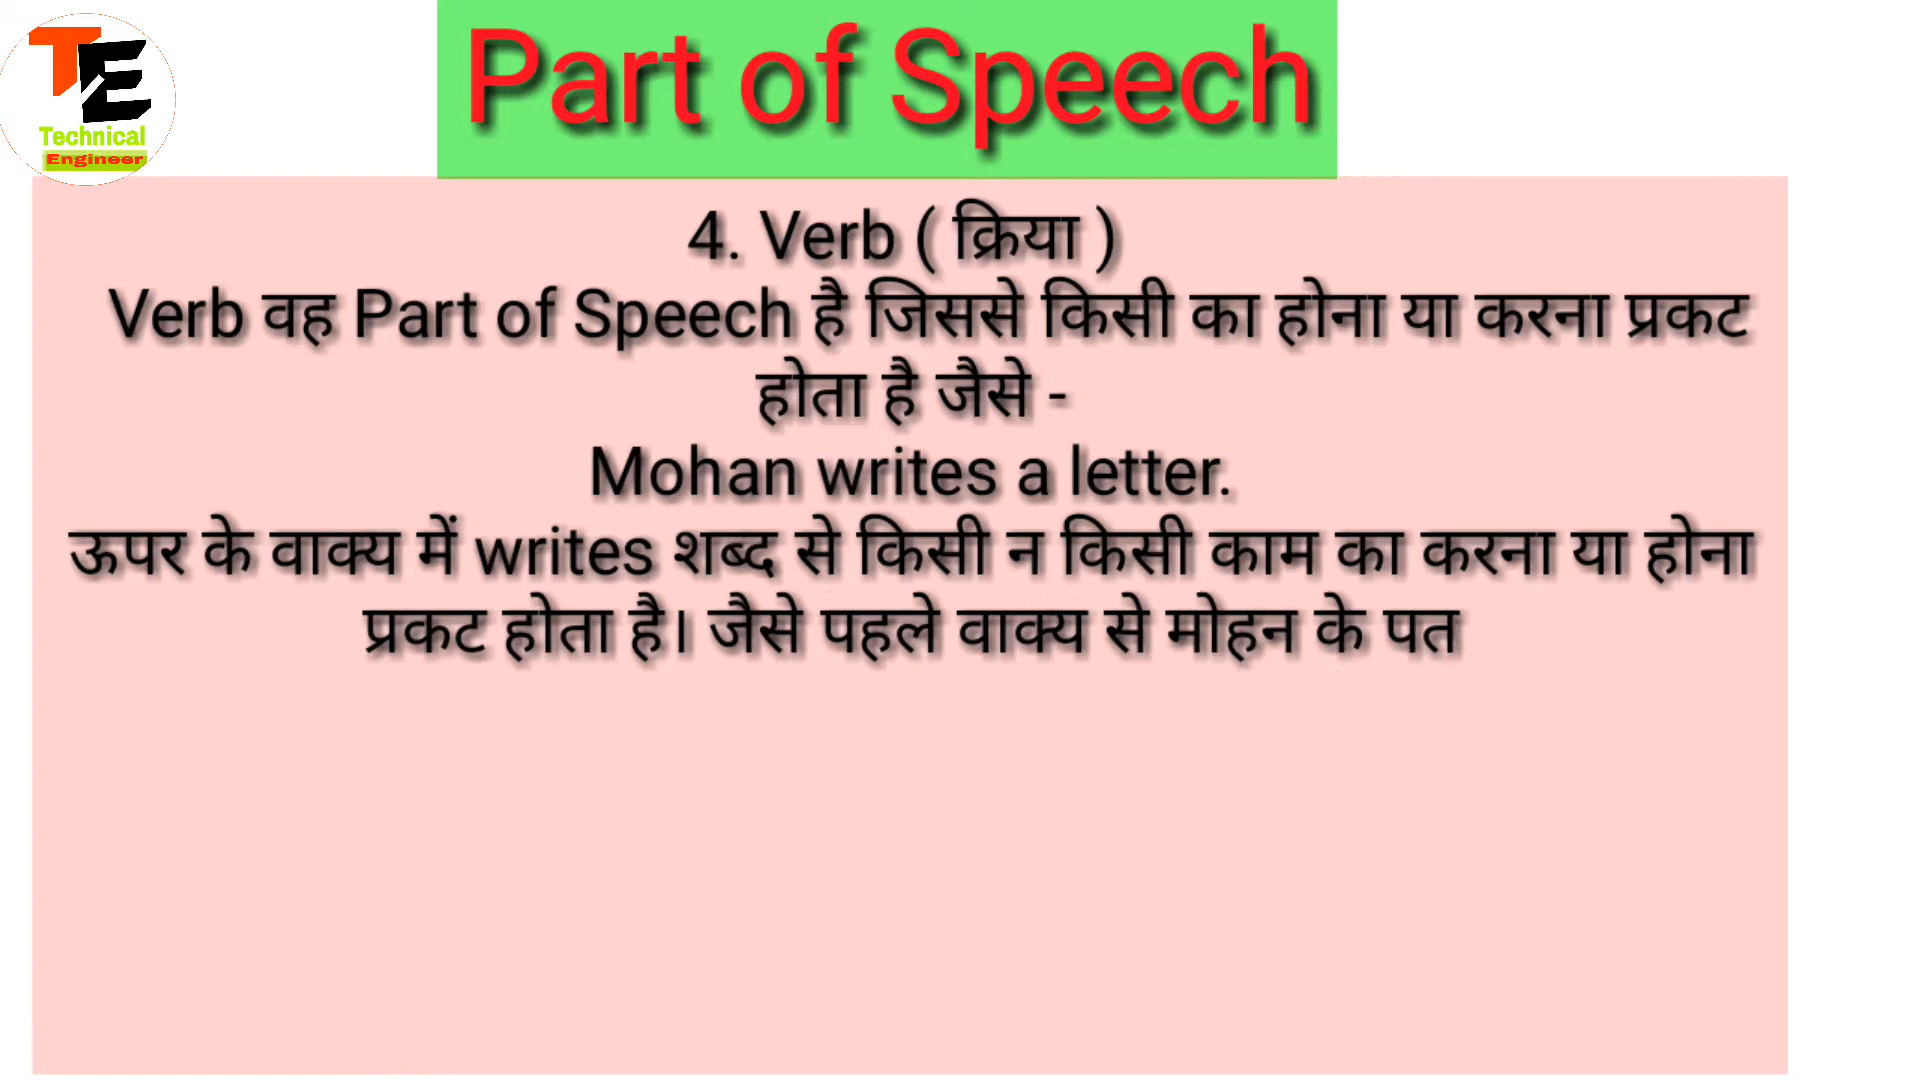 TE
Technical
Engineer
Part of Speech
4. Verb ( क्रिया )
Verb वह Part of Speech है जिससे किसी का होना या करना प्रकट
होता है जैसे -
Mohan writes a letter.
ऊपर के वाक्य में writes शब्द से किसी न किसी काम का करना या होना
प्रकट होता है। जैसे पहले वाक्य से मोहन के पत